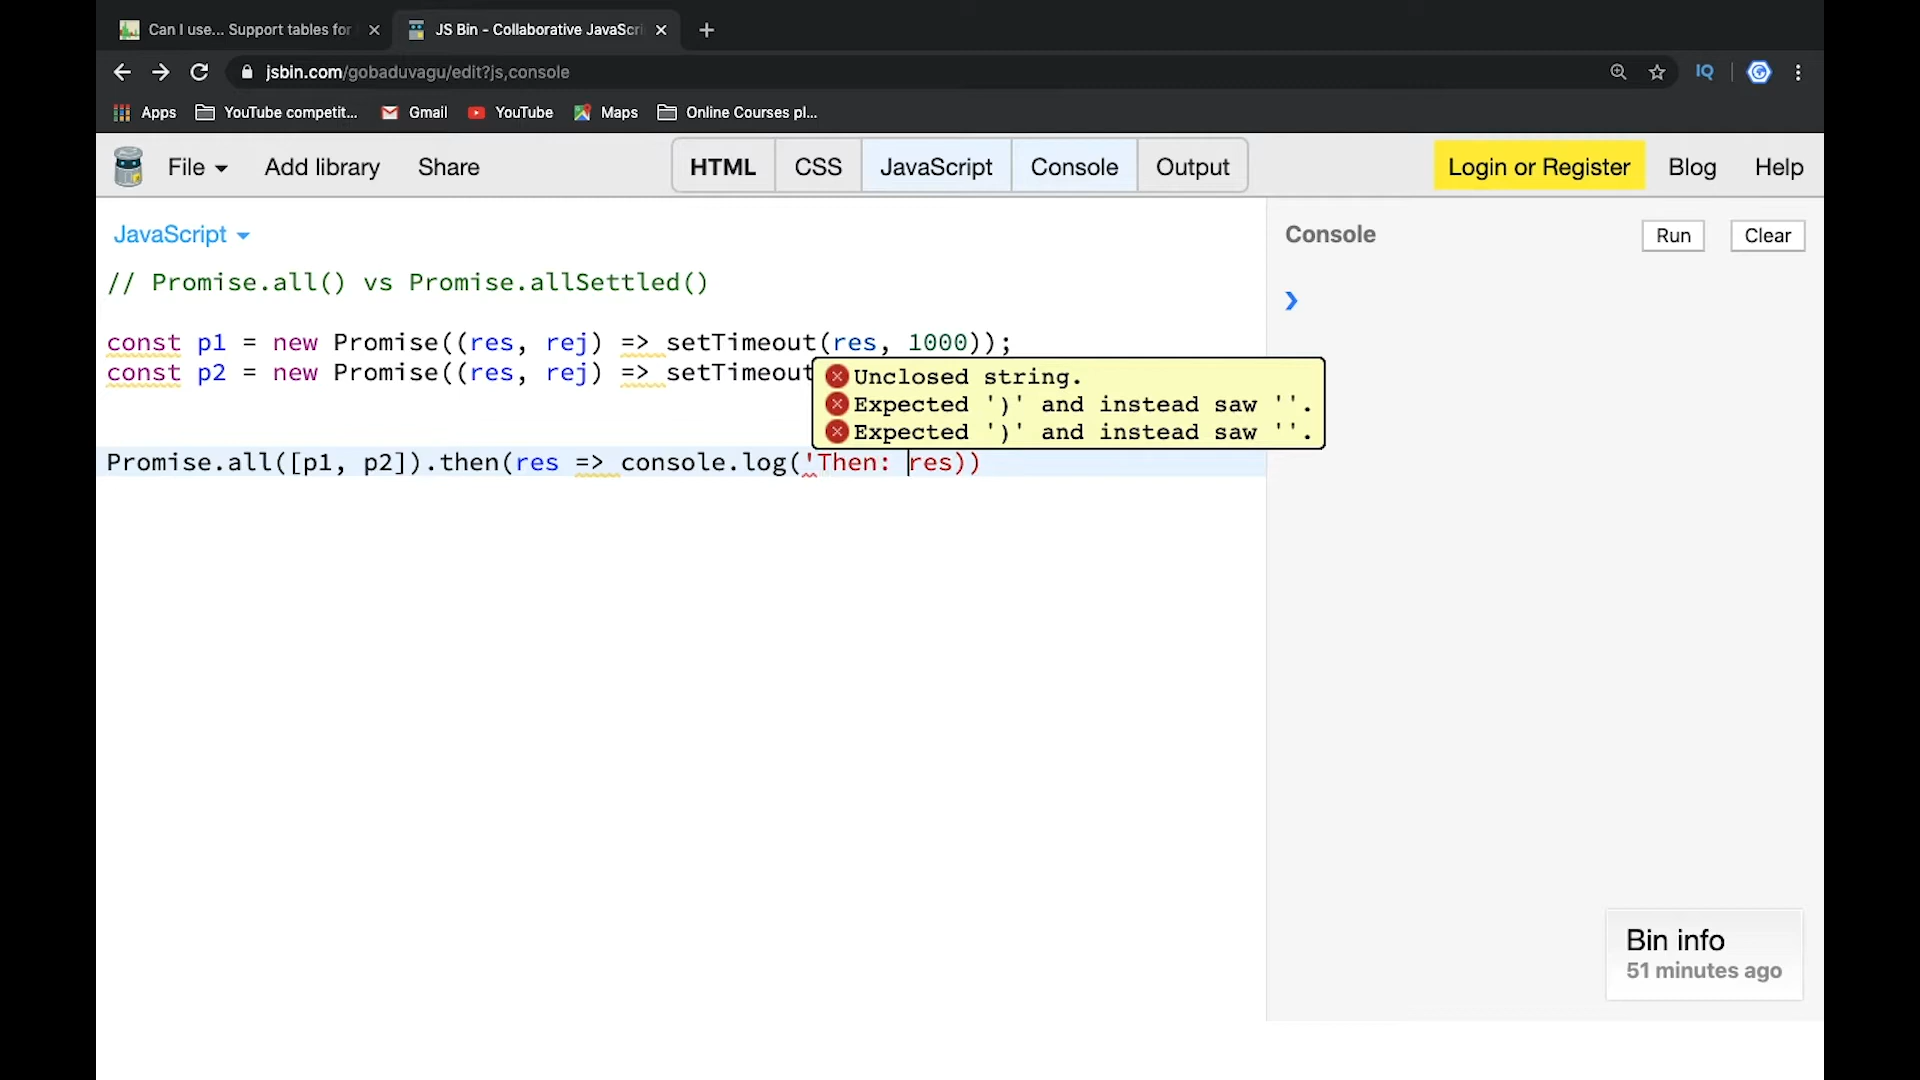 Can I use... Support tables for
JS Bin - Collaborative JavaScri
jsbin.com/gobaduvagu/edit?js,console
IQ
Apps
YouTube competit...
Gmail
YouTube
Maps
Online Courses pl...
File
Add library
Share
HTML
CSS
JavaScript
Console
Output
Login or Register
Blog
Help
JavaScript
Console
Run
Clear
// Promise.all() vs Promise.allSettled()
const p1 = new Promise((res, rej) => setTimeout(res, 1000));
const p2 = new Promise((res, rej) => setTimeout
Unclosed string.
Expected ')' and instead saw ''.
Expected ')' and instead saw ''.
Promise.all([p1, p2]).then(res => console.log('Then: res))
Bin info
51 minutes ago